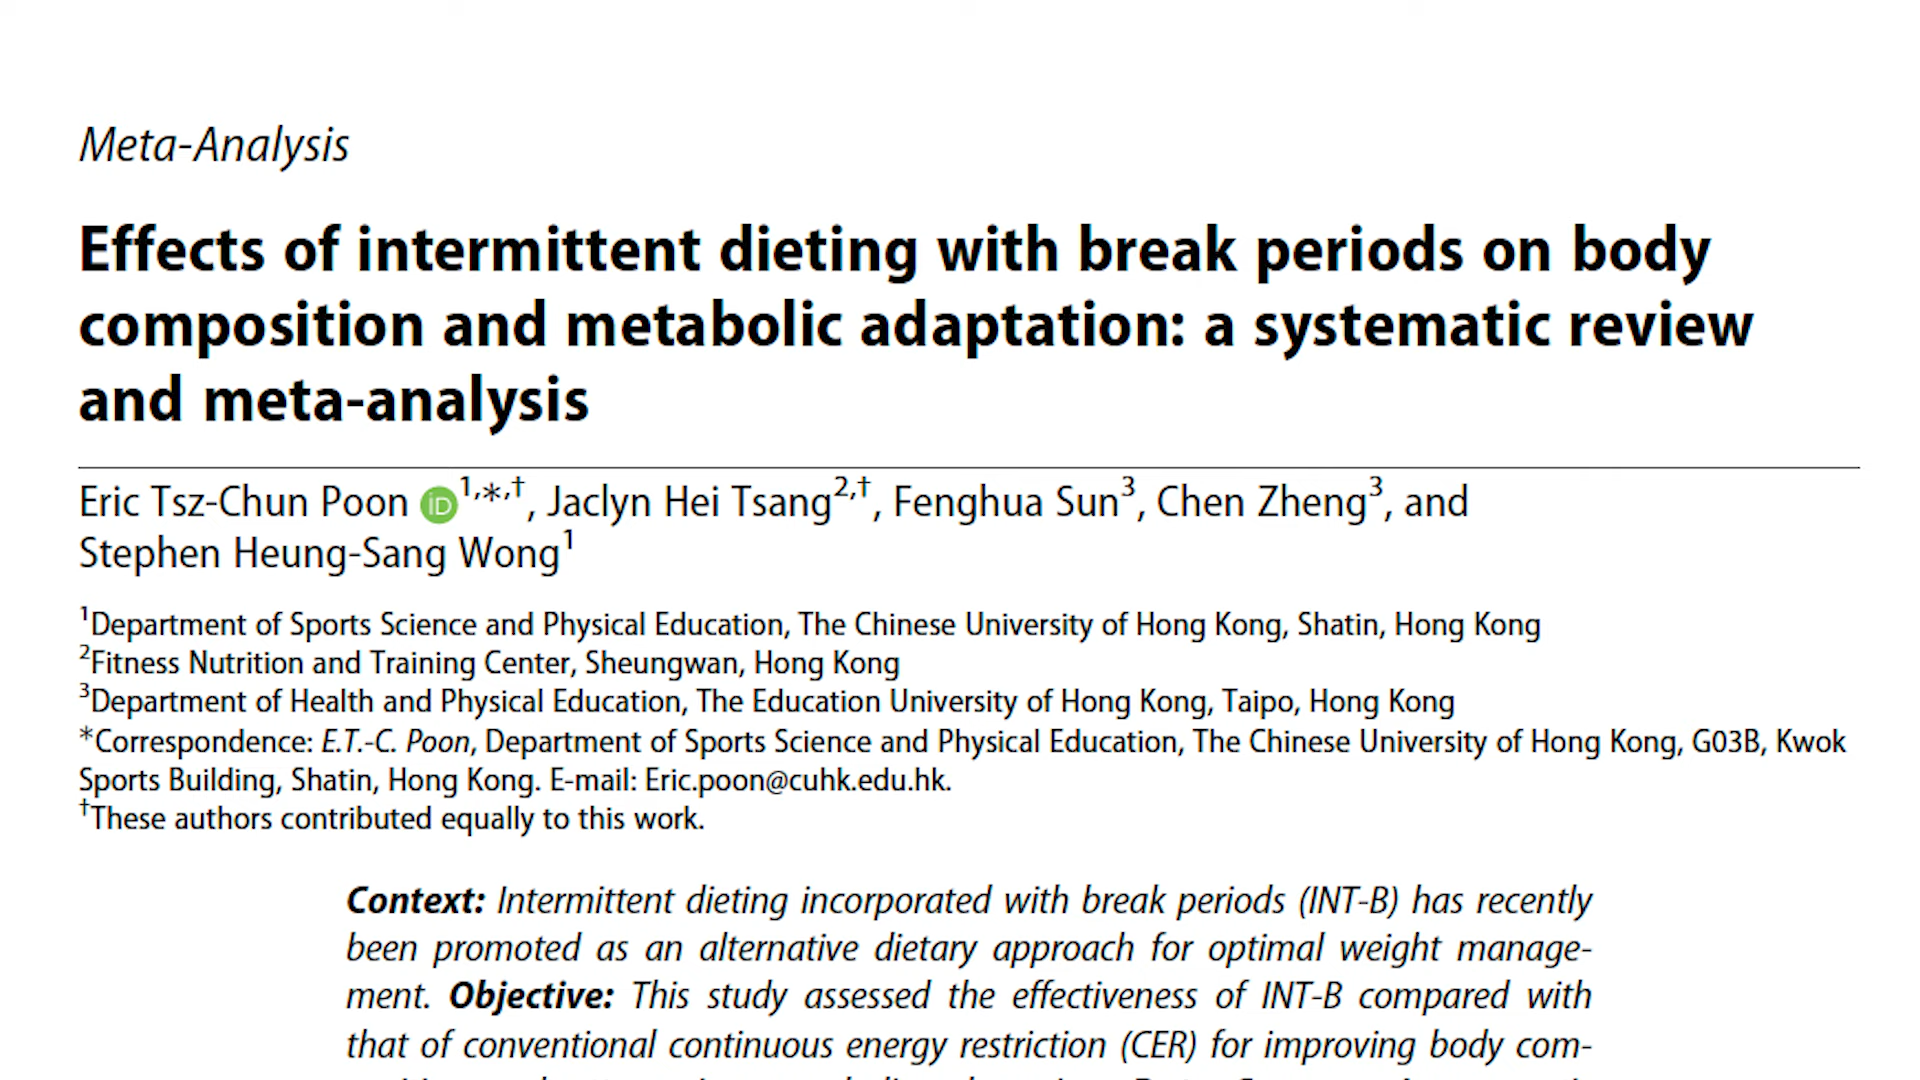 Meta-Analysis
Effects of intermittent dieting with break periods on body
composition and metabolic adaptation: a systematic review
and meta-analysis
Eric Tsz-Chun Poon iD 1,*,†, Jaclyn Hei Tsang2,†, Fenghua Sun3, Chen Zheng3, and
Stephen Heung-Sang Wong1
1Department of Sports Science and Physical Education, The Chinese University of Hong Kong, Shatin, Hong Kong
2Fitness Nutrition and Training Center, Sheungwan, Hong Kong
3Department of Health and Physical Education, The Education University of Hong Kong, Taipo, Hong Kong
*Correspondence: E.T.-C. Poon, Department of Sports Science and Physical Education, The Chinese University of Hong Kong, G03B, Kwok
Sports Building, Shatin, Hong Kong. E-mail: Eric.poon@cuhk.edu.hk.
†These authors contributed equally to this work.
Context: Intermittent dieting incorporated with break periods (INT-B) has recently
been promoted as an alternative dietary approach for optimal weight manage-
ment. Objective: This study assessed the effectiveness of INT-B compared with
that of conventional continuous energy restriction (CER) for improving body com-